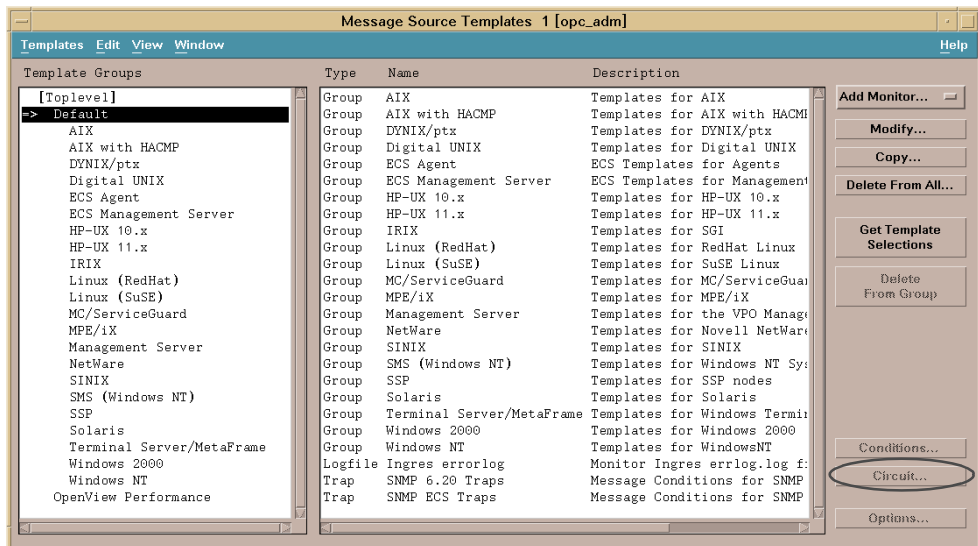 Message Source Templates 1 [opc_adm]
Templates Edit View Window Help
Template Groups
[Toplevel]
=> Default
AIX
AIX with HACMP
DYNIX/ptx
Digital UNIX
ECS Agent
ECS Management Server
HP-UX 10.x
HP-UX 11.x
IRIX
Linux (RedHat)
Linux (SuSE)
MC/ServiceGuard
MPE/iX
Management Server
NetWare
SINIX
SMS (Windows NT)
SSP
Solaris
Terminal Server/MetaFrame
Windows 2000
Windows NT
OpenView Performance
Type Name Description
Group AIX Templates for AIX
Group AIX with HACMP Templates for AIX with HACM
Group DYNIX/ptx Templates for DYNIX/ptx
Group Digital UNIX Templates for Digital UNIX
Group ECS Agent ECS Templates for Agents
Group ECS Management Server ECS Templates for Management
Group HP-UX 10.x Templates for HP-UX 10.x
Group HP-UX 11.x Templates for HP-UX 11.x
Group IRIX Templates for SGI
Group Linux (RedHat) Templates for RedHat Linux
Group Linux (SuSE) Templates for SuSE Linux
Group MC/ServiceGuard Templates for MC/ServiceGua
Group MPE/iX Templates for MPE/iX
Group Management Server Templates for the VPO Manage
Group NetWare Templates for Novell NetWar
Group SINIX Templates for SINIX
Group SMS (Windows NT) Templates for Windows NT Sy
Group SSP Templates for SSP nodes
Group Solaris Templates for Solaris
Group Terminal Server/MetaFrame Templates for Windows Termi
Group Windows 2000 Templates for Windows 2000
Group Windows NT Templates for WindowsNT
Logfile Ingres errorlog Monitor Ingres errlog.log f
Trap SNMP 6.20 Traps Message Conditions for SNMP
Trap SNMP ECS Traps Message Conditions for SNMP
Add Monitor...
Modify...
Copy...
Delete From All...
Get Template
Selections
Delete
From Group
Conditions...
Circuit...
Options...